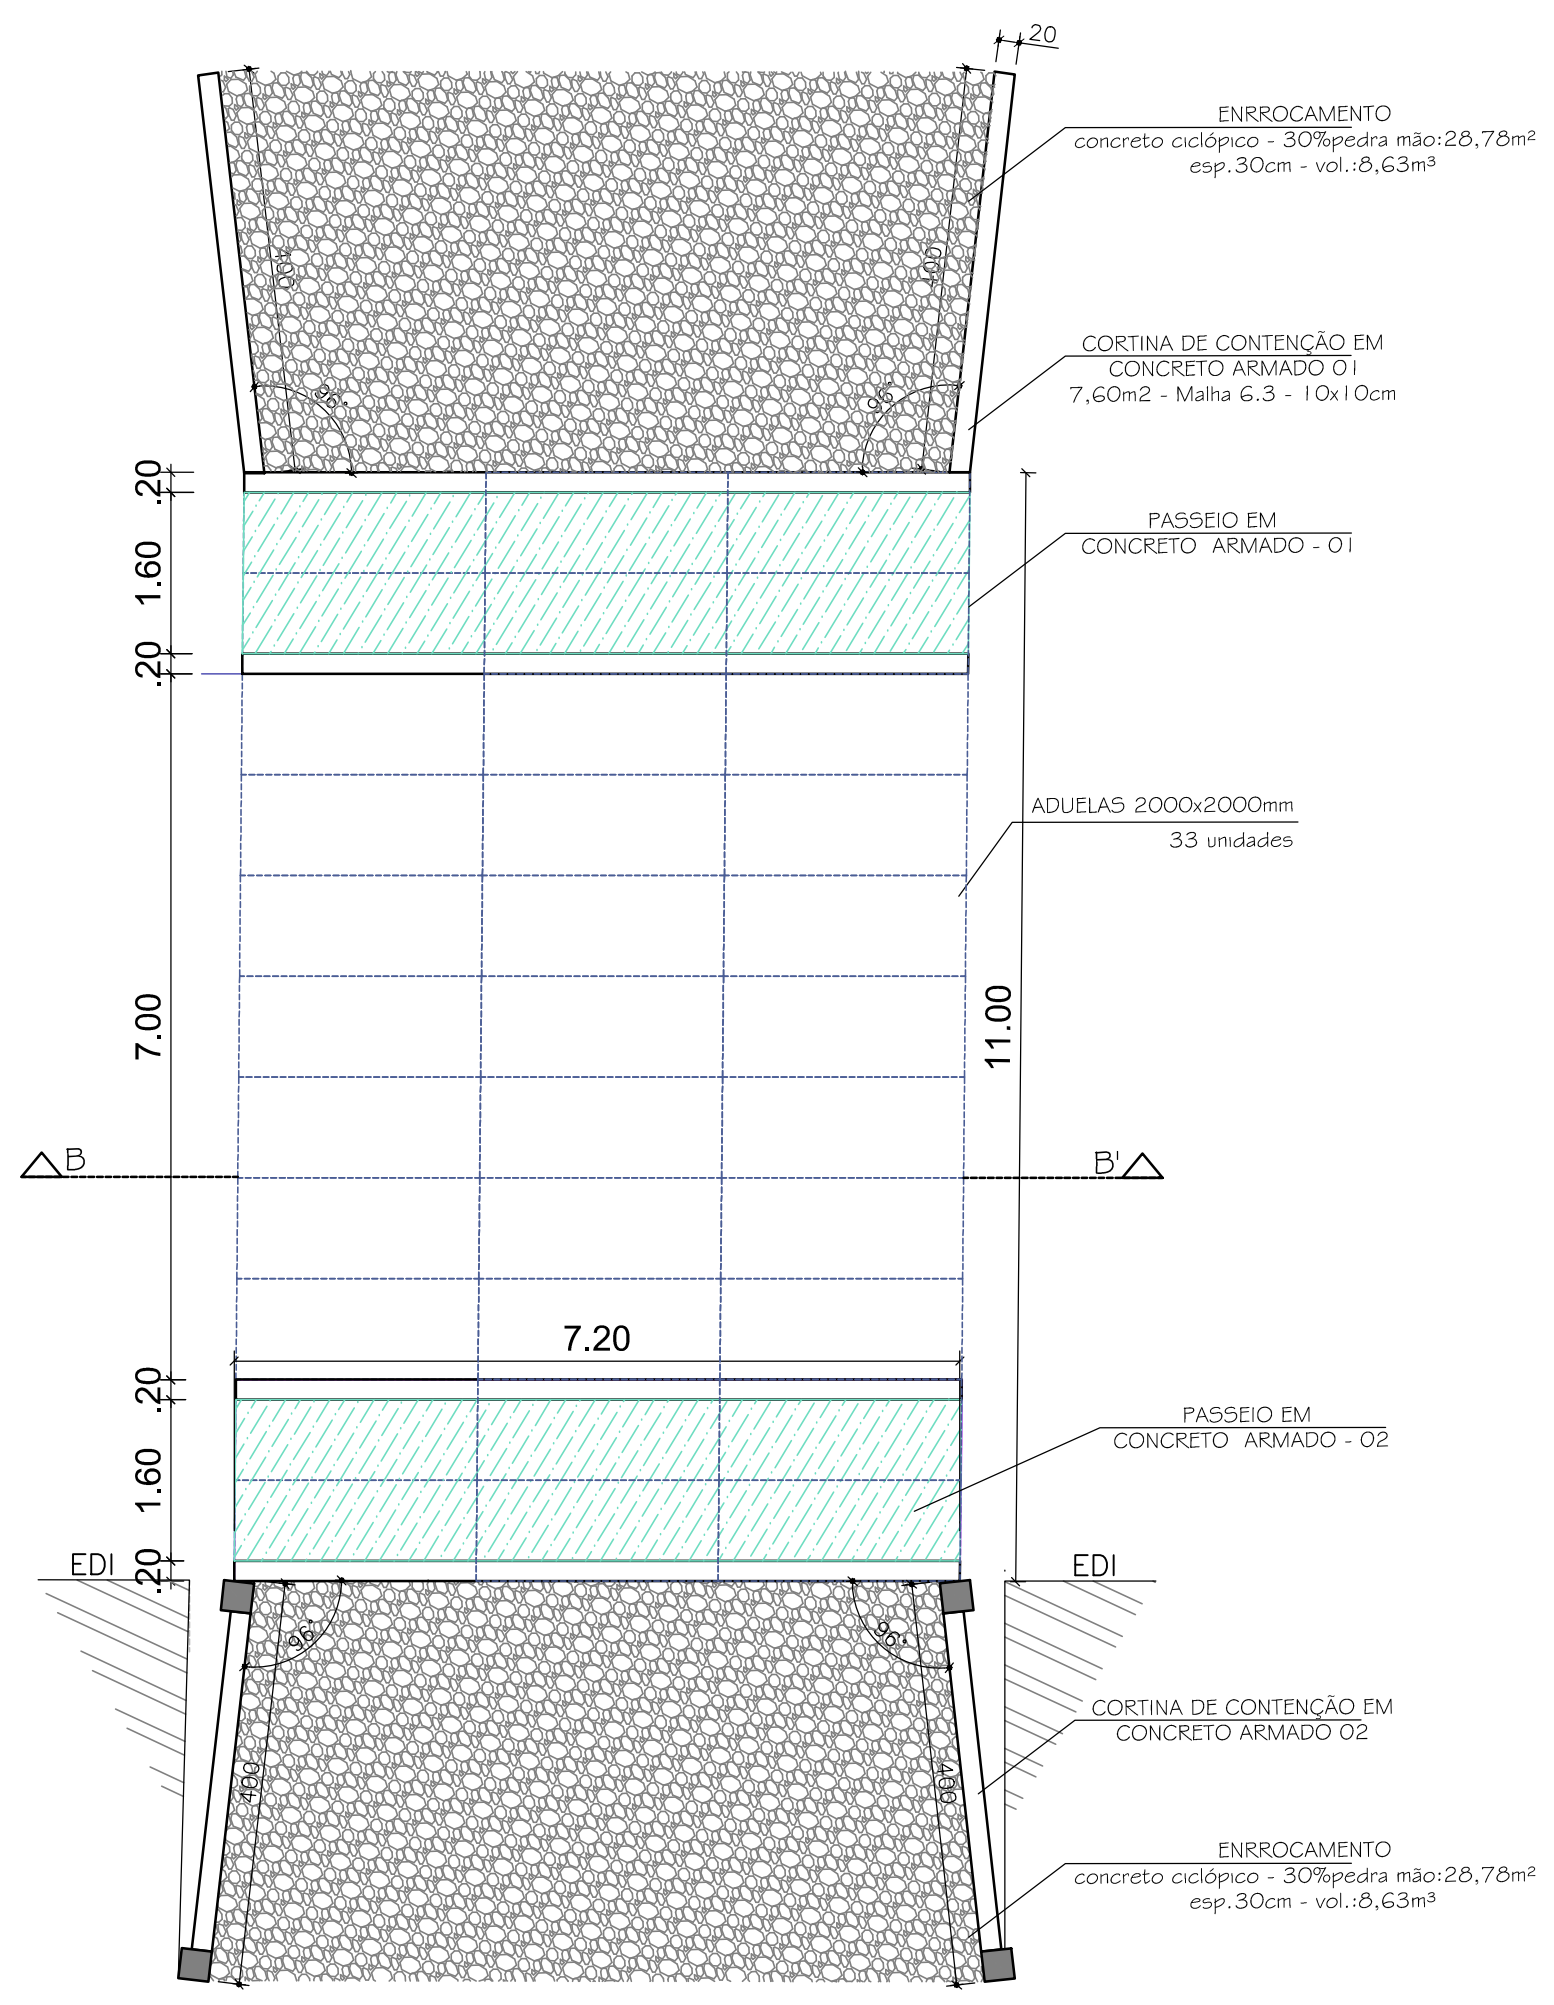 20
ENRROCAMENTO
concreto ciclópico - 30%pedra mão:28,78m²
esp.30cm - vol.:8,63m³
400
400
CORTINA DE CONTENÇÃO EM
CONCRETO ARMADO 01
7,60m2 - Malha 6.3 - 10x10cm
96°
96°
.20
PASSEIO EM
CONCRETO ARMADO - 01
1.60
.20
ADUELAS 2000x2000mm
33 unidades
7.00
11.00
B
B'
7.20
.20
PASSEIO EM
CONCRETO ARMADO - 02
1.60
.20
EDI
EDI
96°
96°
CORTINA DE CONTENÇÃO EM
CONCRETO ARMADO 02
400
400
ENRROCAMENTO
concreto ciclópico - 30%pedra mão:28,78m²
esp.30cm - vol.:8,63m³